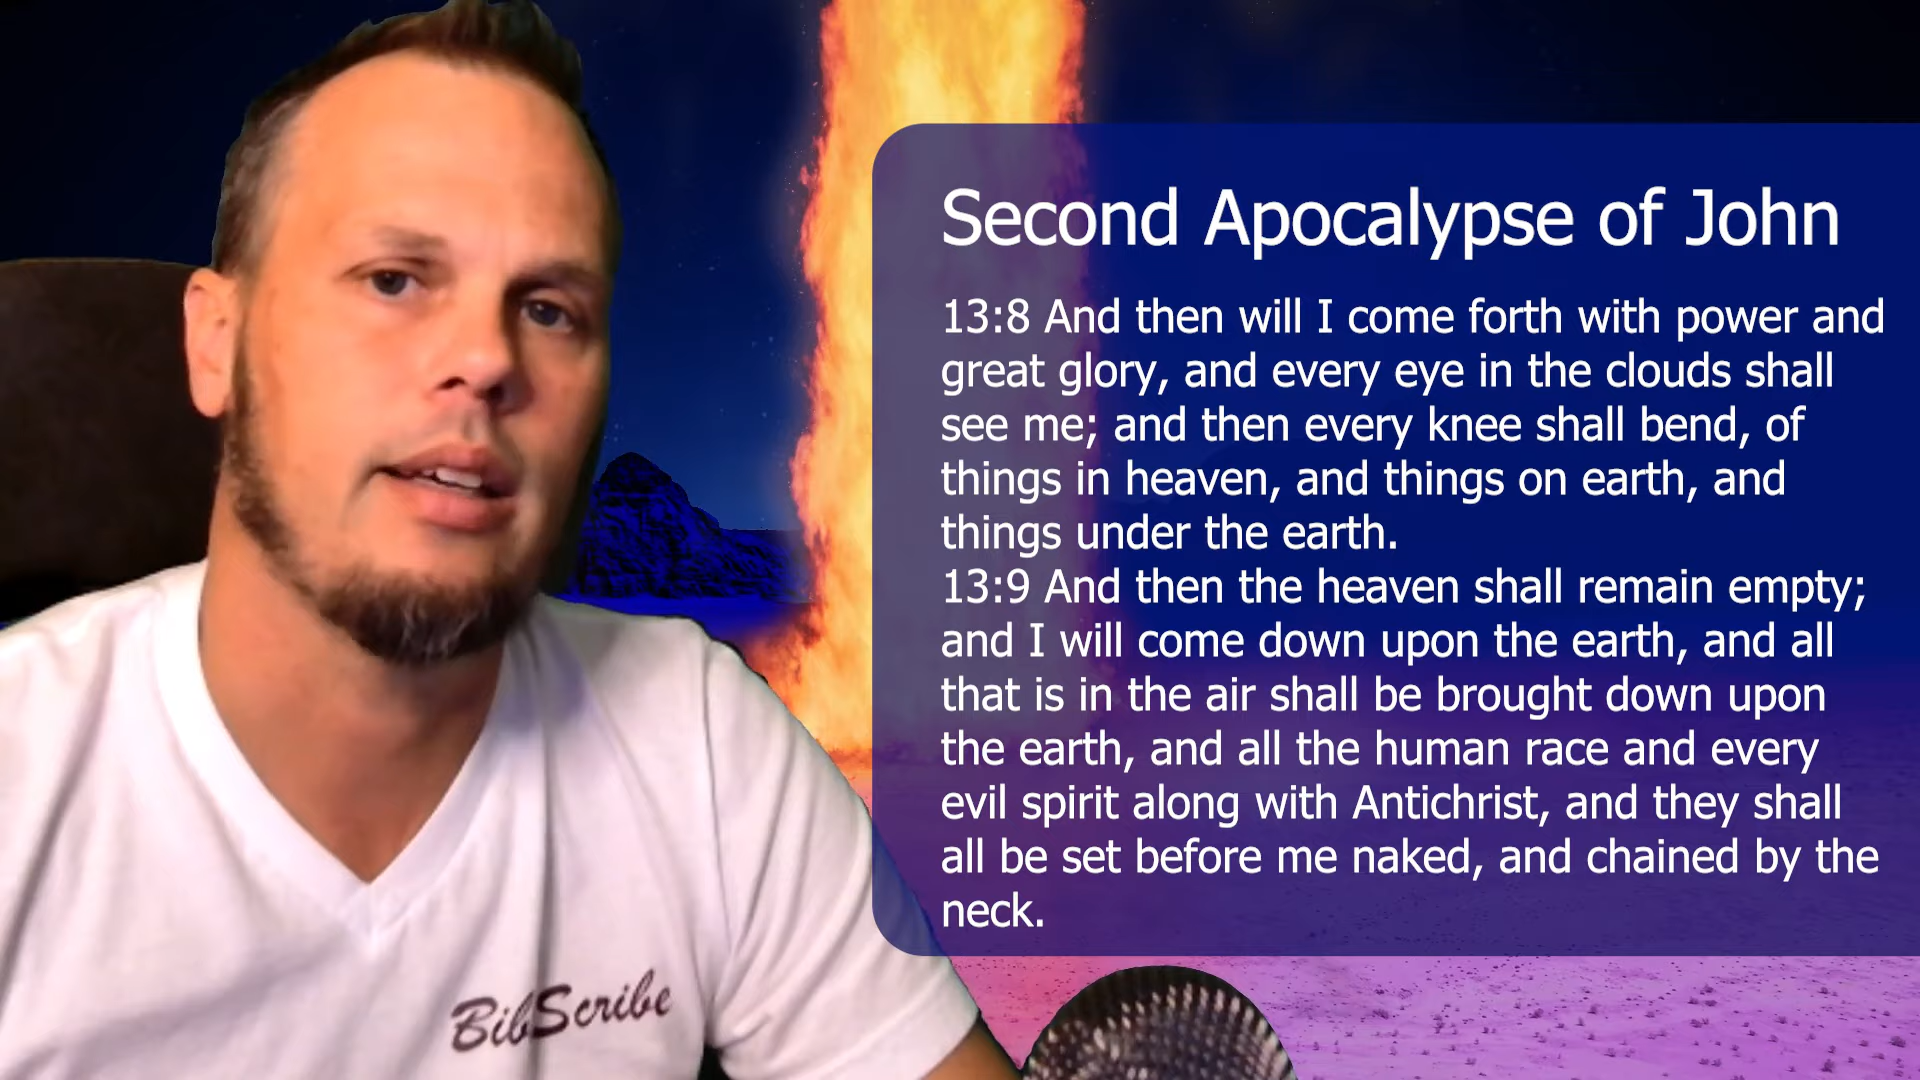 Second Apocalypse of John
13:8 And then will I come forth with power and
great glory, and every eye in the clouds shall
see me; and then every knee shall bend, of
things in heaven, and things on earth, and
things under the earth.
13:9 And then the heaven shall remain empty;
and I will come down upon the earth, and all
that is in the air shall be brought down upon
the earth, and all the human race and every
evil spirit along with Antichrist, and they shall
all be set before me naked, and chained by the
neck.
BibScribe